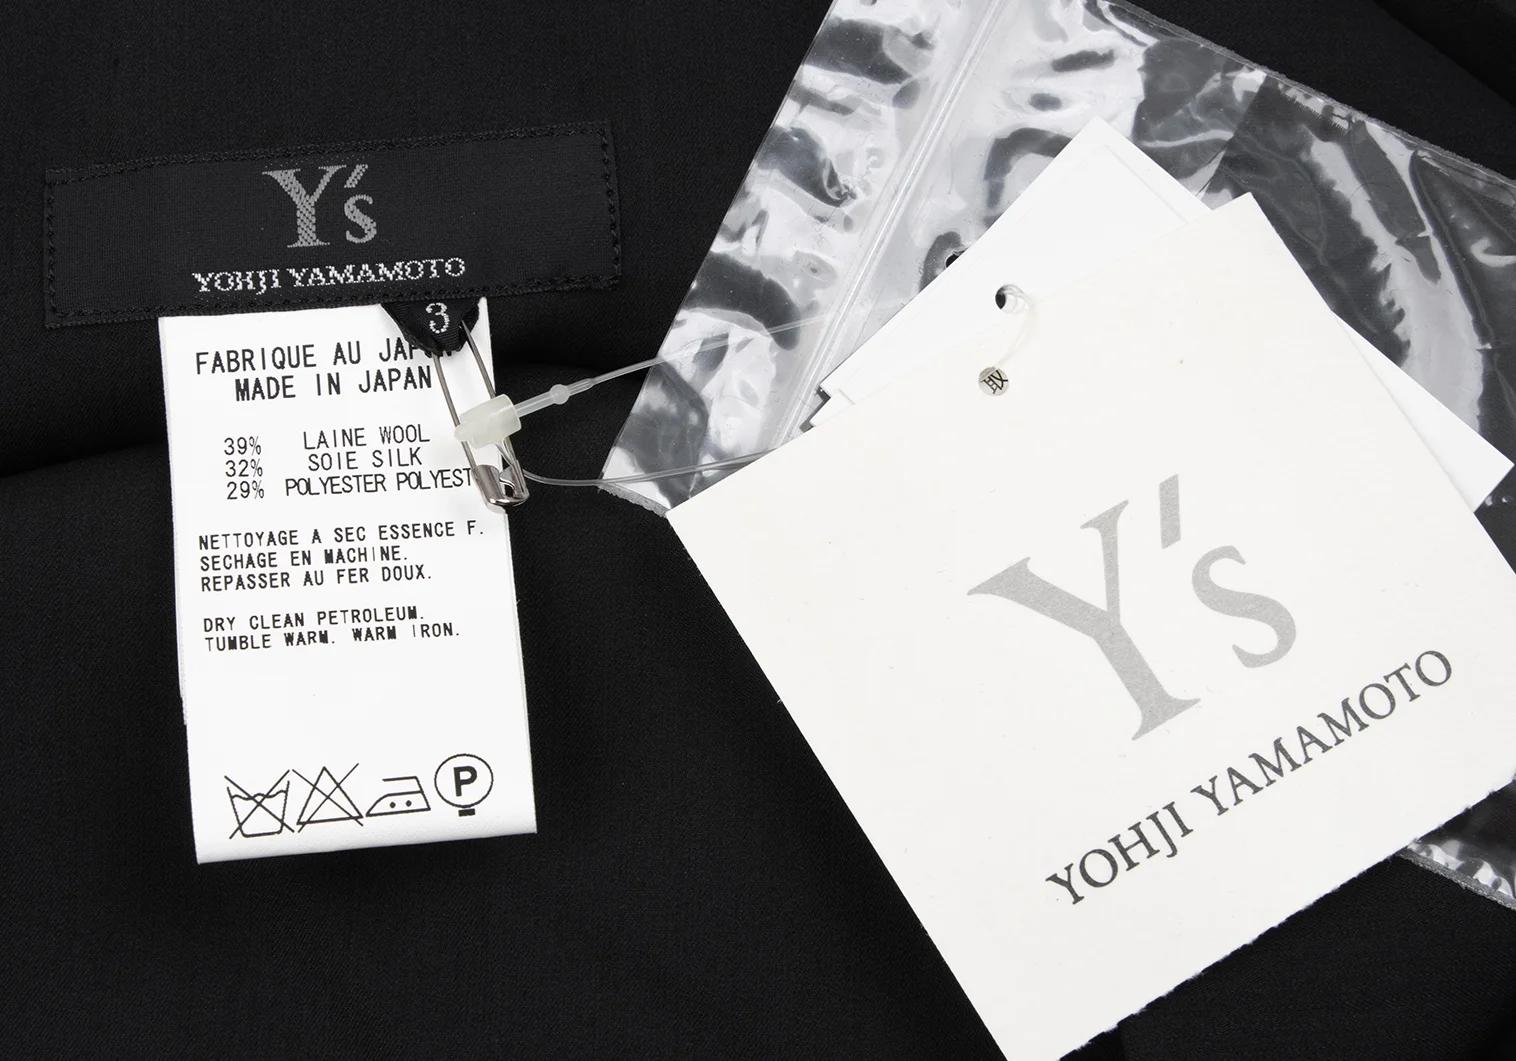 Y's
YOHJI YAMAMOTO
3
FABRIQUE AU
MADE IN JAPAN
39% LAINE WOOL
32% SOIE SILK
29% POLYESTER POLYEST
NETTOYAGE A SEC ESSENCE F.
SECHAGE EN MACHINE.
REPASSER AU FER DOUX.
DRY CLEAN PETROLEUM.
TUMBLE WARM. WARM IRON.
P
Y's
YOHJI YAMAMOTO